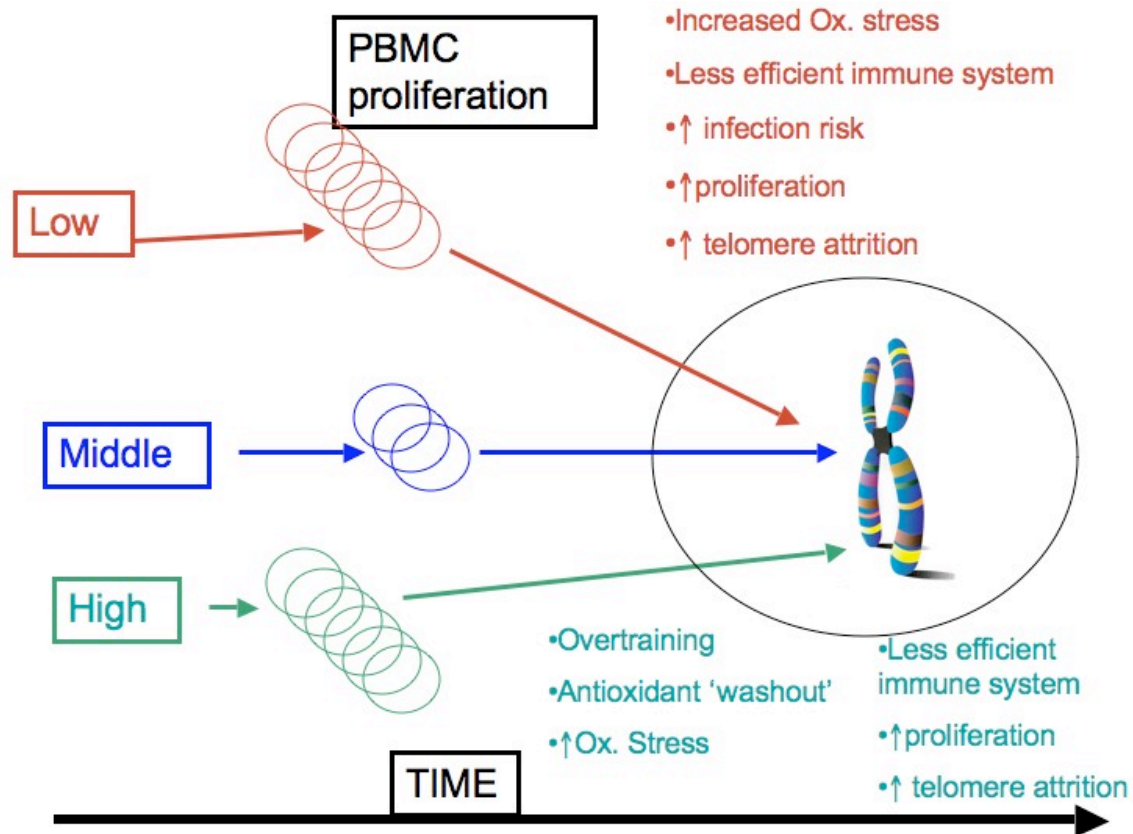 PBMC
proliferation
•Increased Ox. stress
•Less efficient immune system
•↑ infection risk
•↑proliferation
•↑ telomere attrition
Low
Middle
High
•Overtraining
•Antioxidant ‘washout’
•↑Ox. Stress
•Less efficient
immune system
•↑proliferation
•↑ telomere attrition
TIME